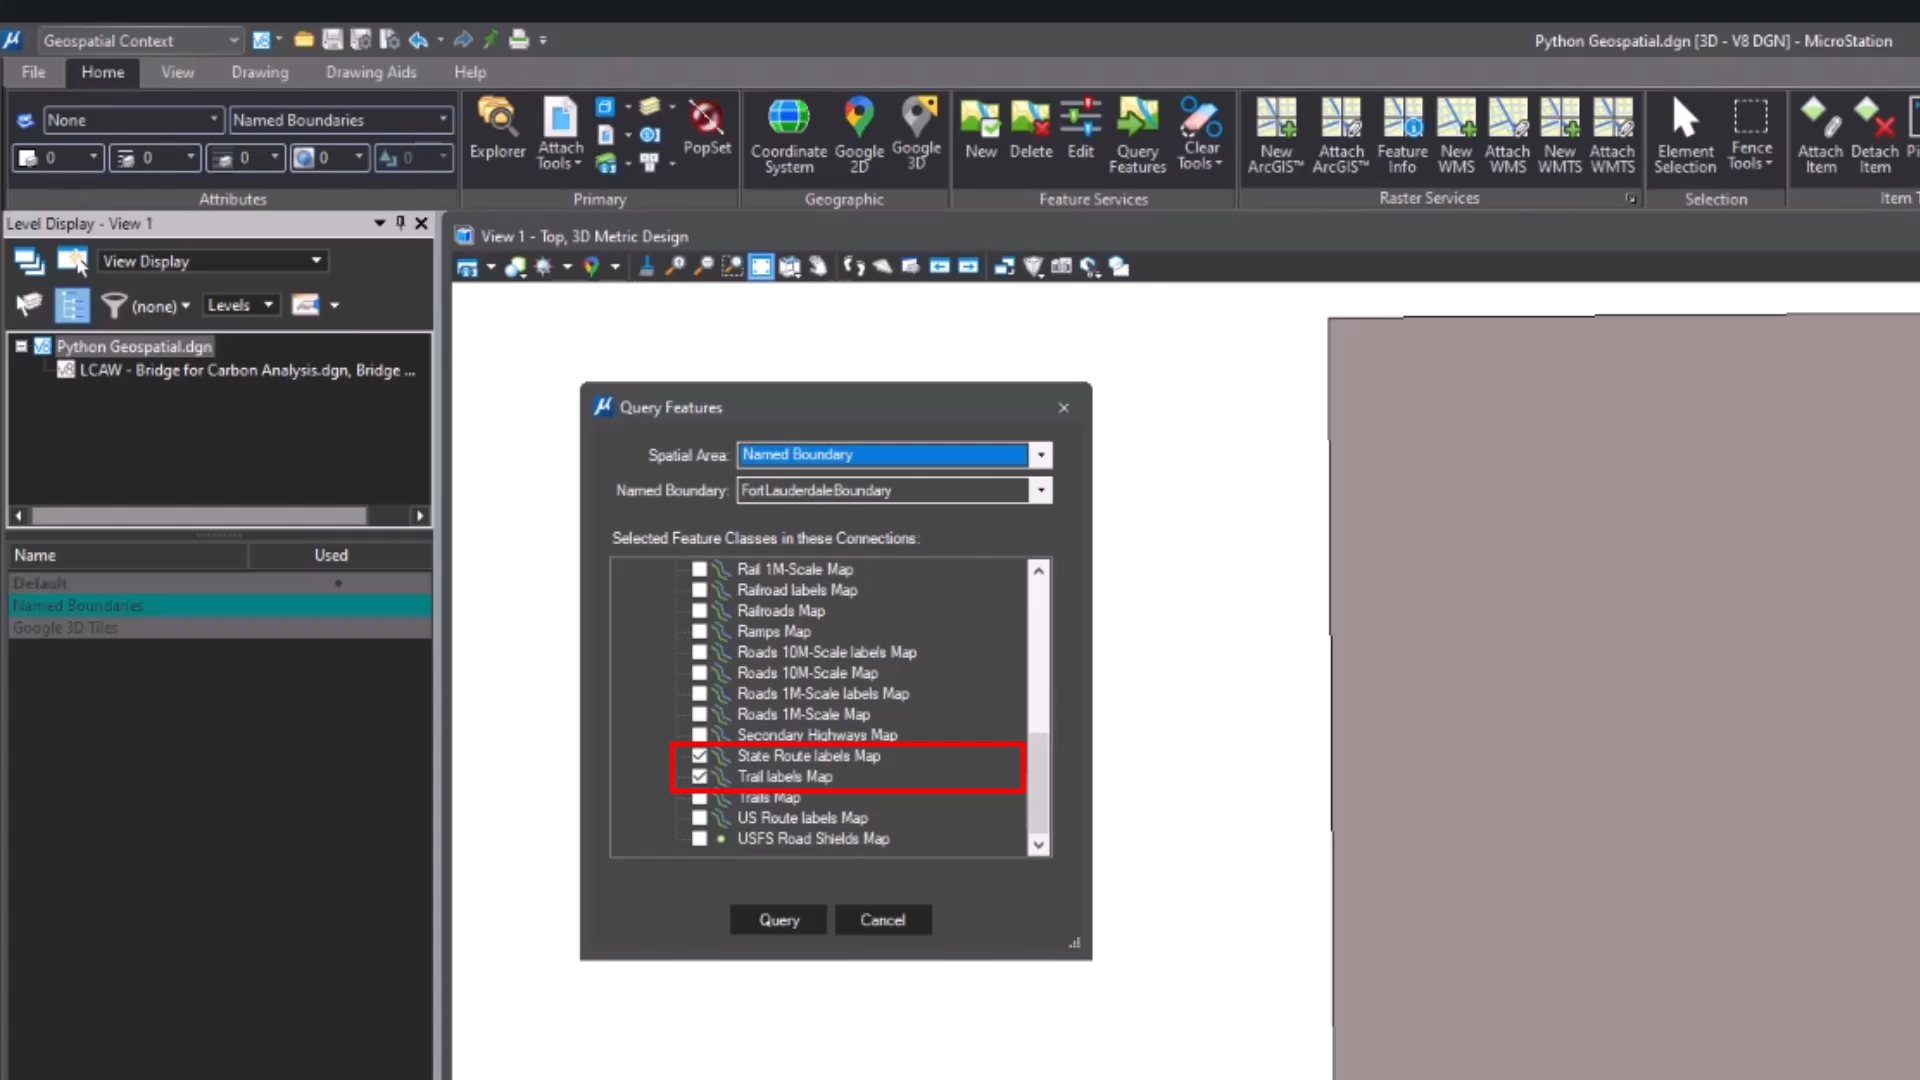 Geospatial Context
Python Geospatial.dgn [3D - V8 DGN] - MicroStation
File Home View Drawing Drawing Aids Help
None Named Boundaries
0 0 0 0 0
Explorer Attach Tools PopSet Coordinate System Google 2D Google 3D New Delete Edit Query Features Clear Tools New ArcGIS™ Attach ArcGIS™ Feature Info New WMS Attach WMS New WMTS Attach WMTS Element Selection Fence Tools Attach Item Detach Item
Attributes Primary Geographic Feature Services Raster Services Selection Item
Level Display - View 1
View 1 - Top, 3D Metric Design
View Display
(none) Levels
Python Geospatial.dgn
LCAW - Bridge for Carbon Analysis.dgn, Bridge ...
Name Used
Default
Named Boundaries
Google 3D Tiles
Query Features
Spatial Area: Named Boundary
Named Boundary: FortLauderdaleBoundary
Selected Feature Classes in these Connections:
Rail 1M-Scale Map
Railroad labels Map
Railroads Map
Ramps Map
Roads 10M-Scale labels Map
Roads 10M-Scale Map
Roads 1M-Scale labels Map
Roads 1M-Scale Map
Secondary Highways Map
State Route labels Map
Trail labels Map
Trails Map
US Route labels Map
USFS Road Shields Map
Query Cancel